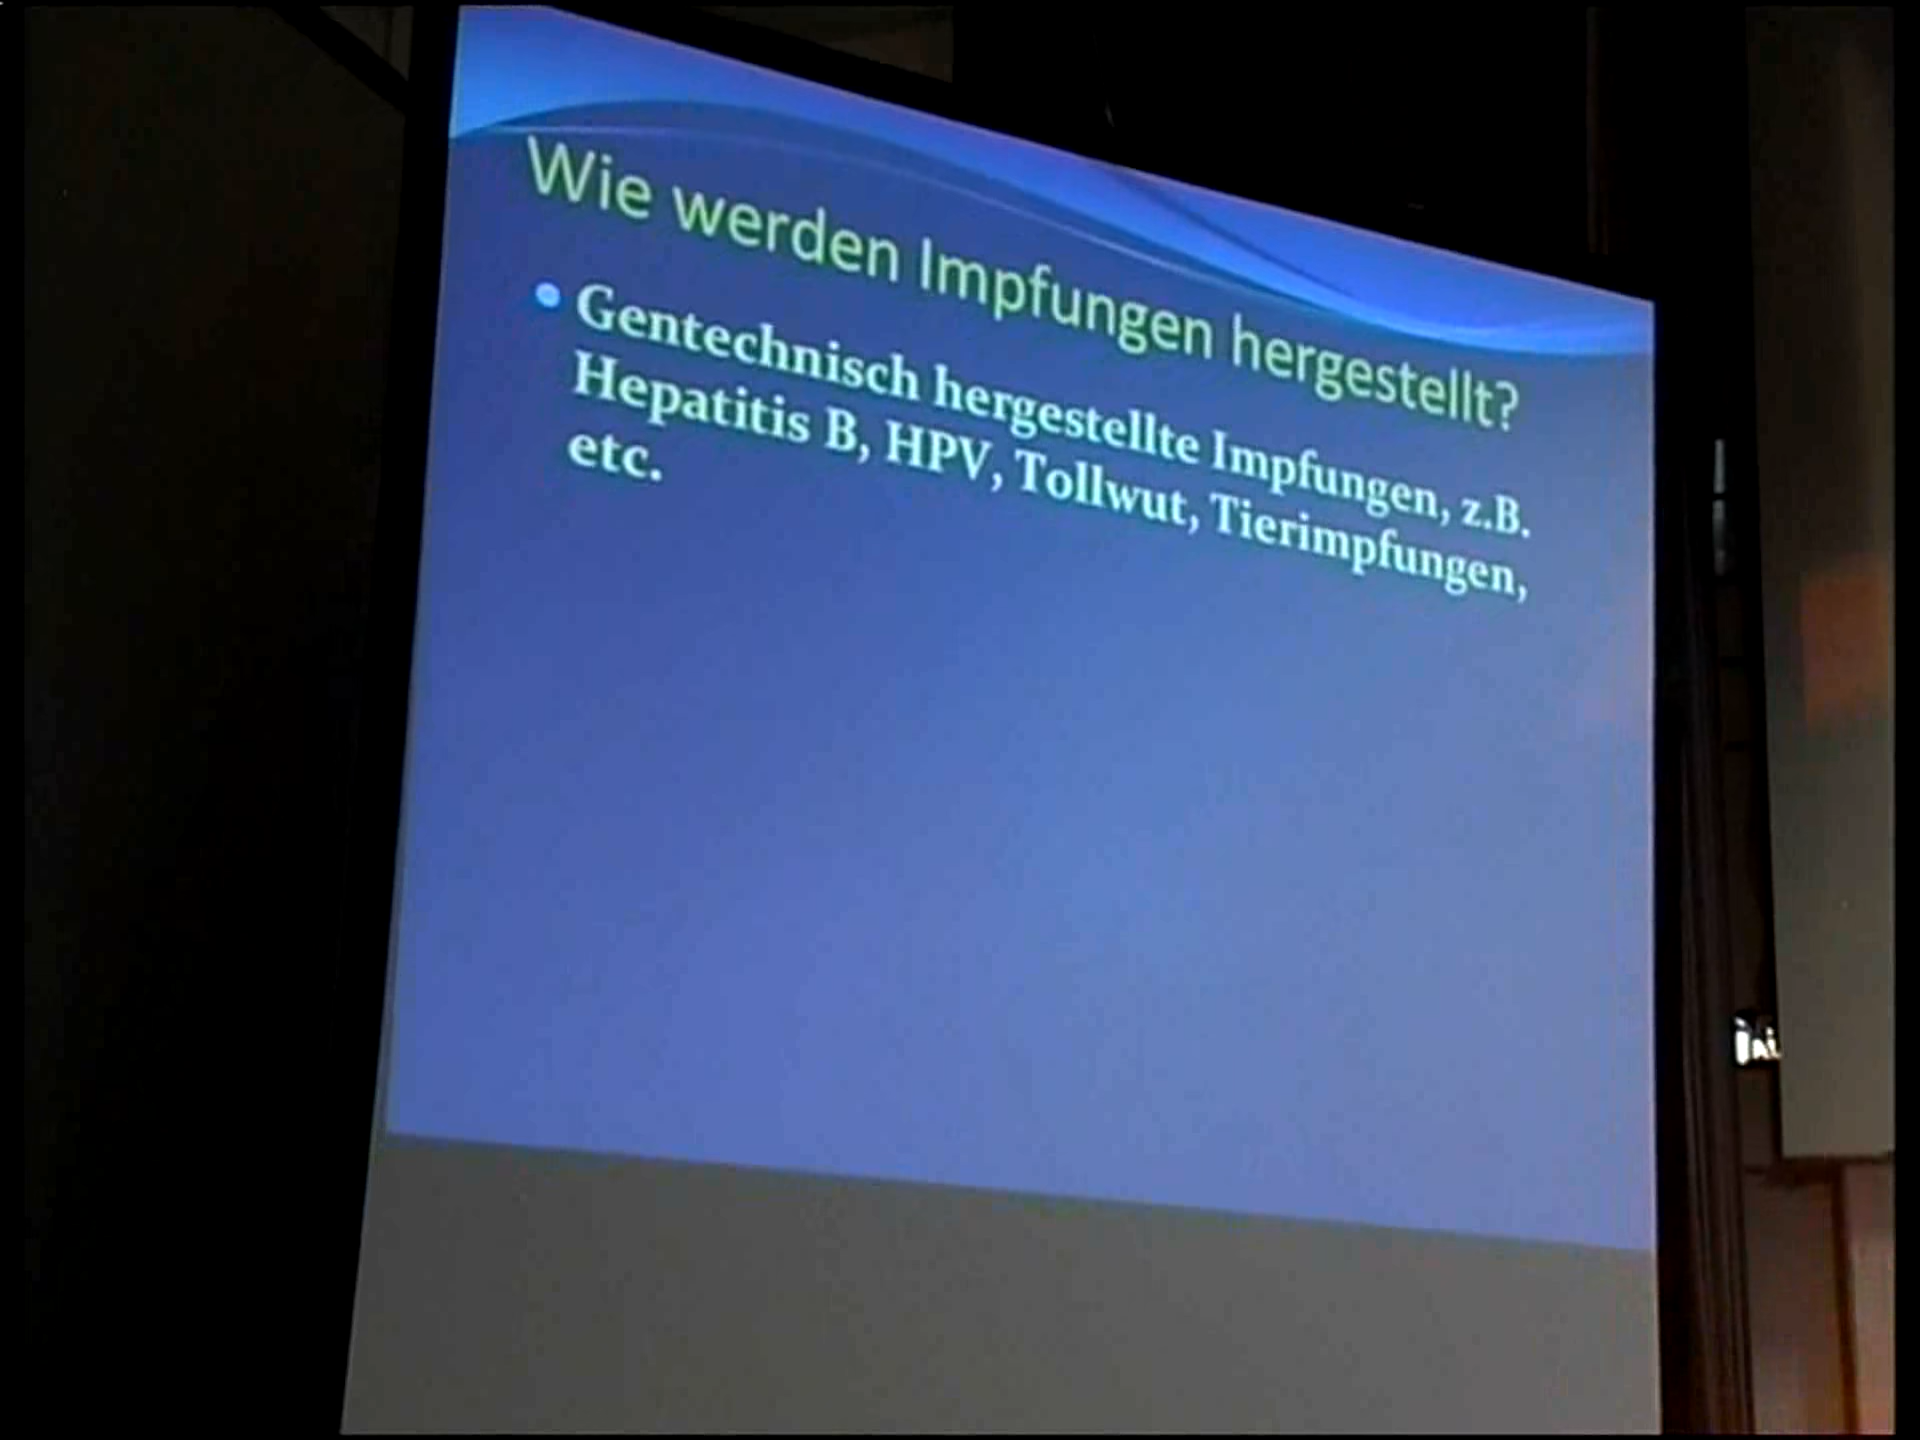 Wie werden Impfungen hergestellt?
• Gentechnisch hergestellte Impfungen, z.B.
Hepatitis B, HPV, Tollwut, Tierimpfungen,
etc.